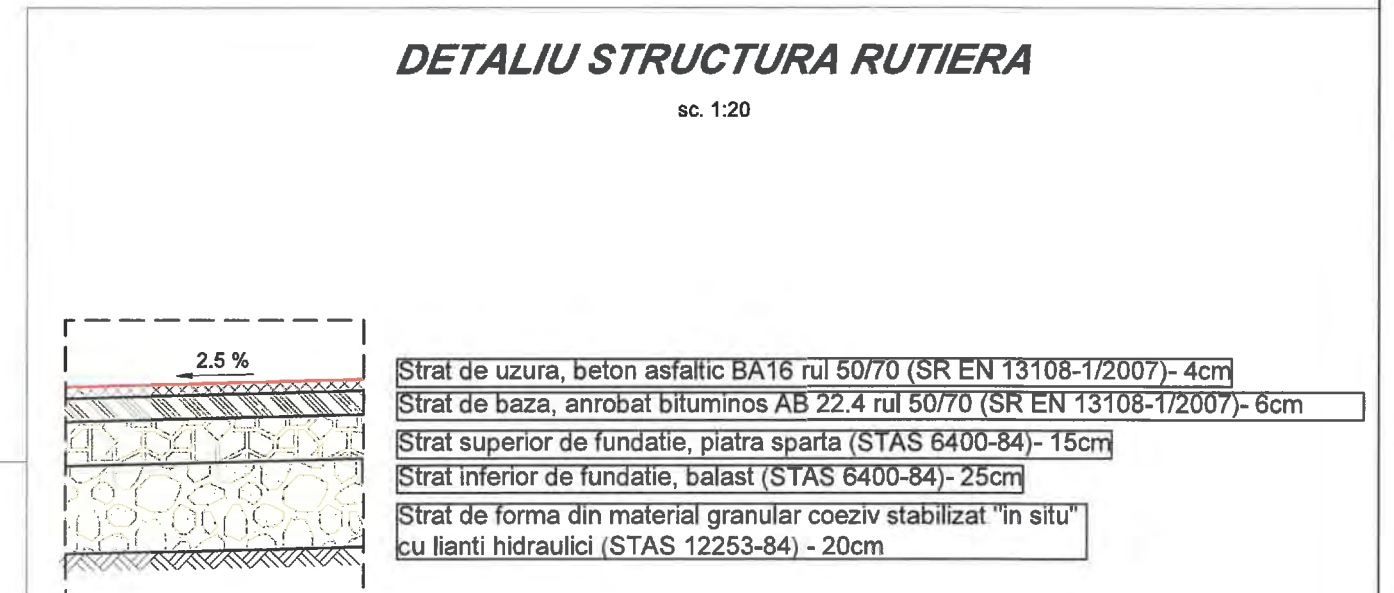 DETALIU STRUCTURA RUTIERA
sc. 1:20
2.5 %
Strat de uzura, beton asfaltic BA16 rul 50/70 (SR EN 13108-1/2007)- 4cm
Strat de baza, anrobat bituminos AB 22.4 rul 50/70 (SR EN 13108-1/2007)- 6cm
Strat superior de fundatie, piatra sparta (STAS 6400-84)- 15cm
Strat inferior de fundatie, balast (STAS 6400-84)- 25cm
Strat de forma din material granular coeziv stabilizat "in situ"
cu lianti hidraulici (STAS 12253-84) - 20cm